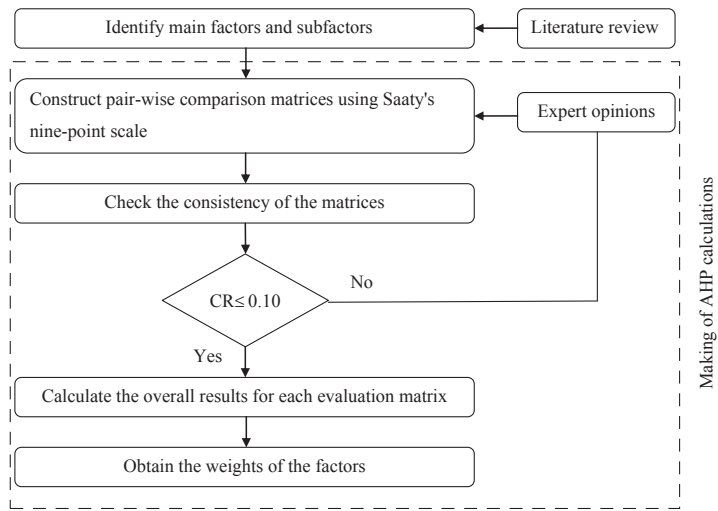 Identify main factors and subfactors
Literature review
Construct pair-wise comparison matrices using Saaty's
nine-point scale
Expert opinions
Check the consistency of the matrices
CR≤ 0.10
No
Yes
Calculate the overall results for each evaluation matrix
Obtain the weights of the factors
Making of AHP calculations